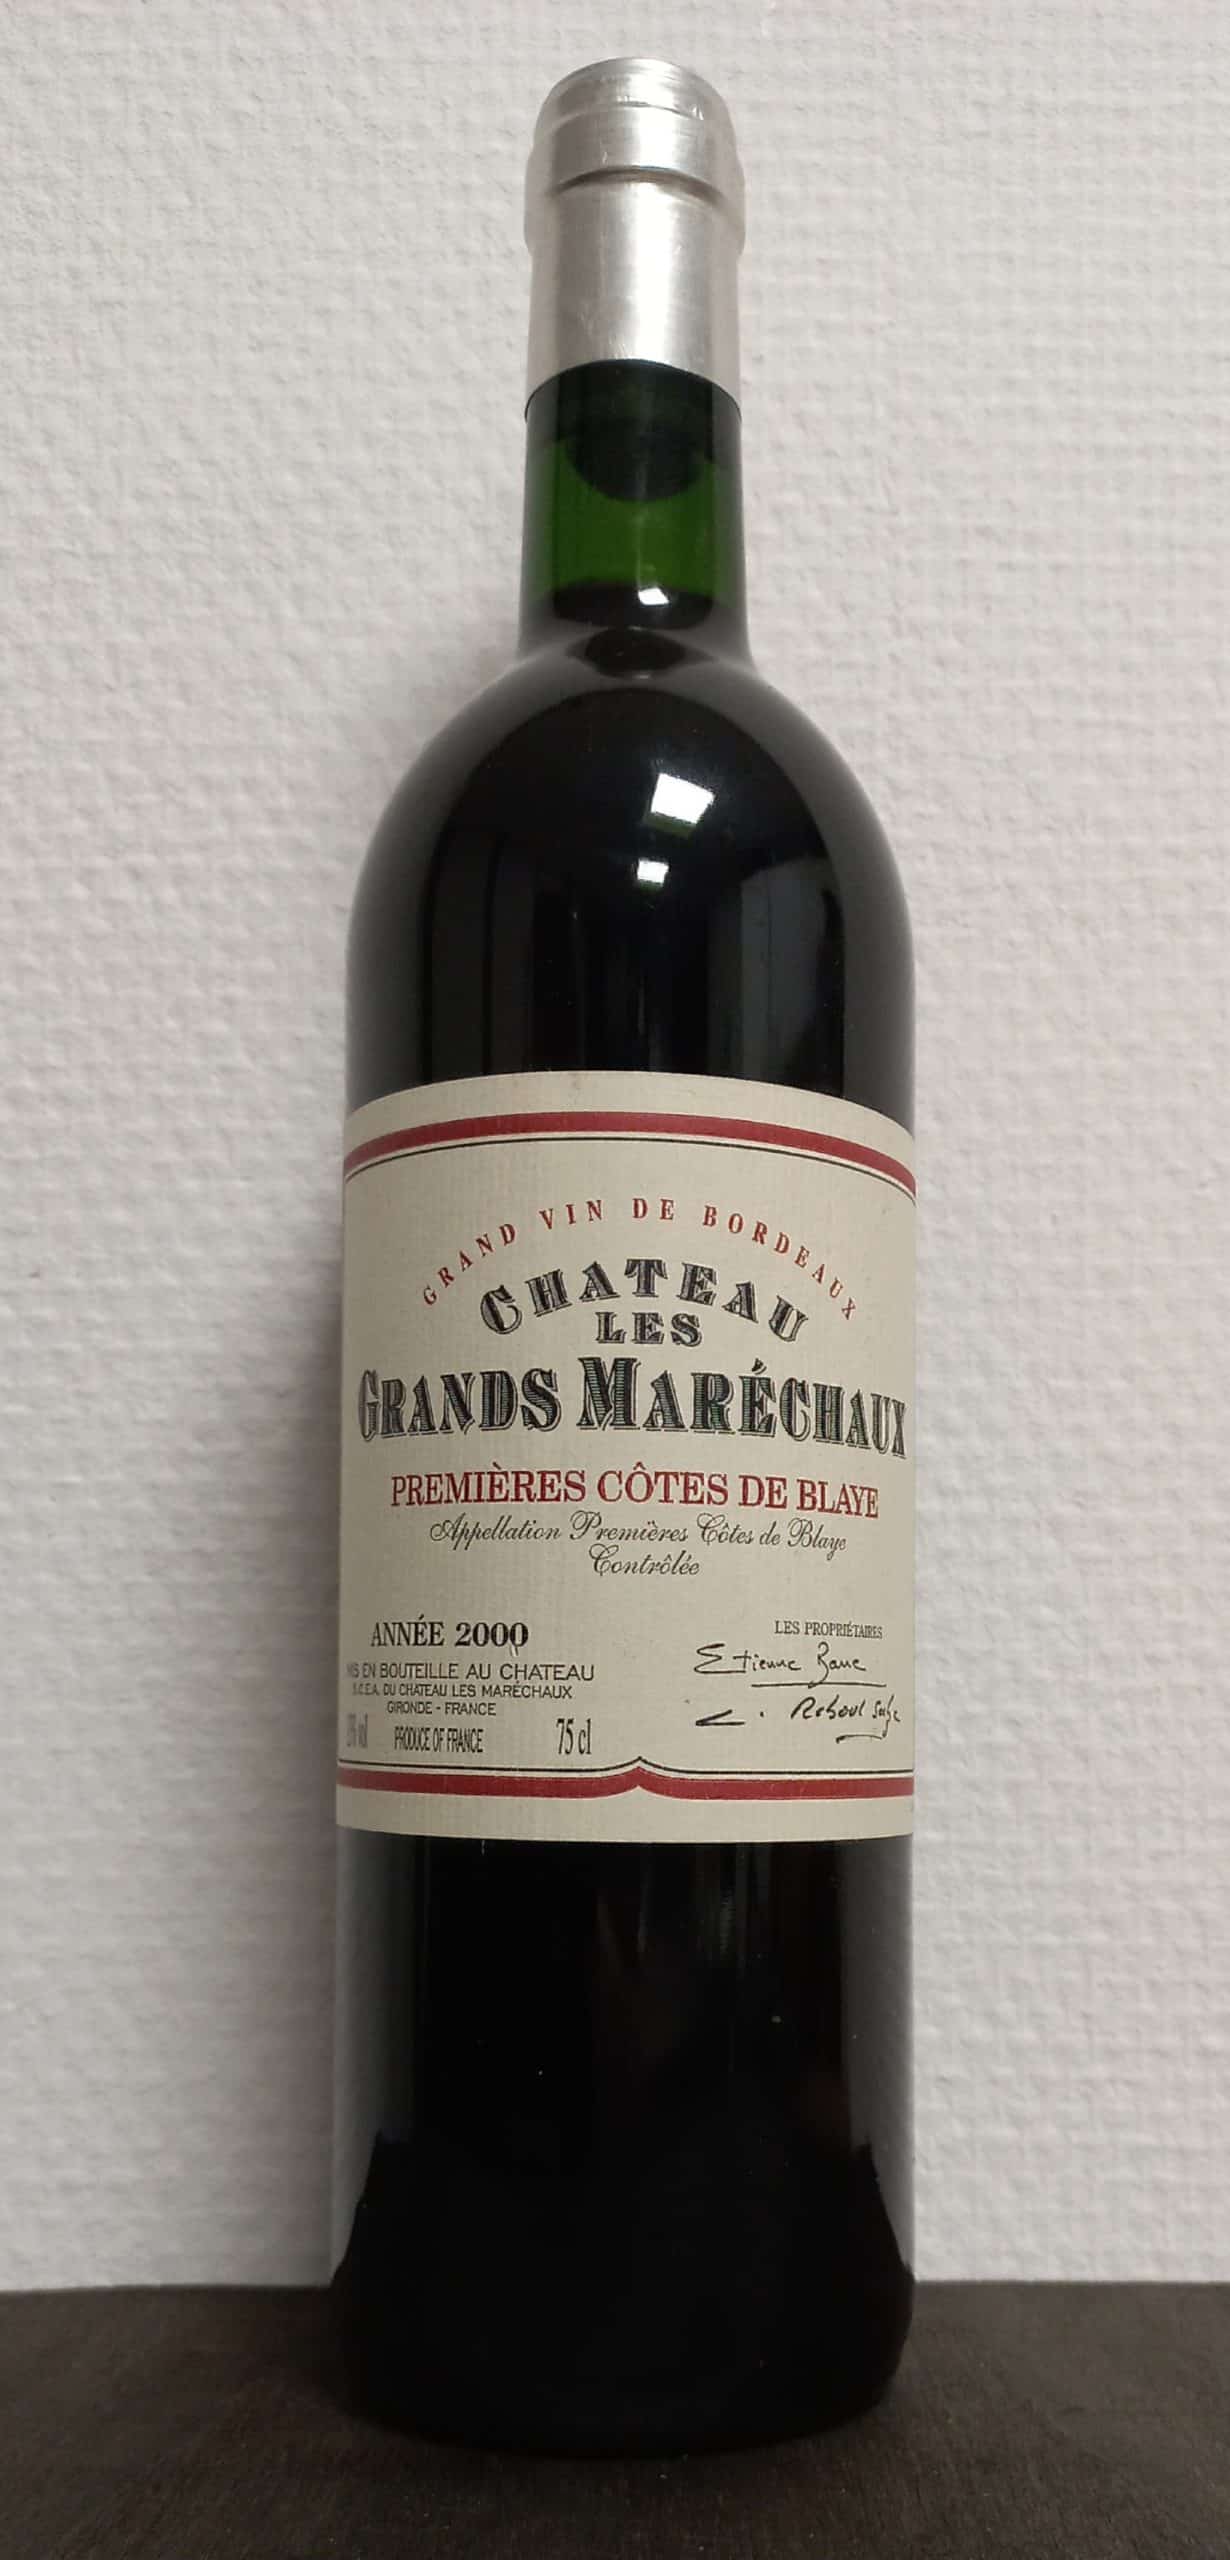 GRAND VIN DE BORDEAUX
CHATEAU
LES
GRANDS MARÉCHAUX
PREMIÈRES CÔTES DE BLAYE
Appellation Premières Côtes de Blaye
Contrôlée
ANNÉE 2000
MIS EN BOUTEILLE AU CHATEAU
S.C.E.A. DU CHATEAU LES MARÉCHAUX
GIRONDE - FRANCE
PRODUCE OF FRANCE 75 cl
LES PROPRIÉTAIRES
Etienne
C. Reboul